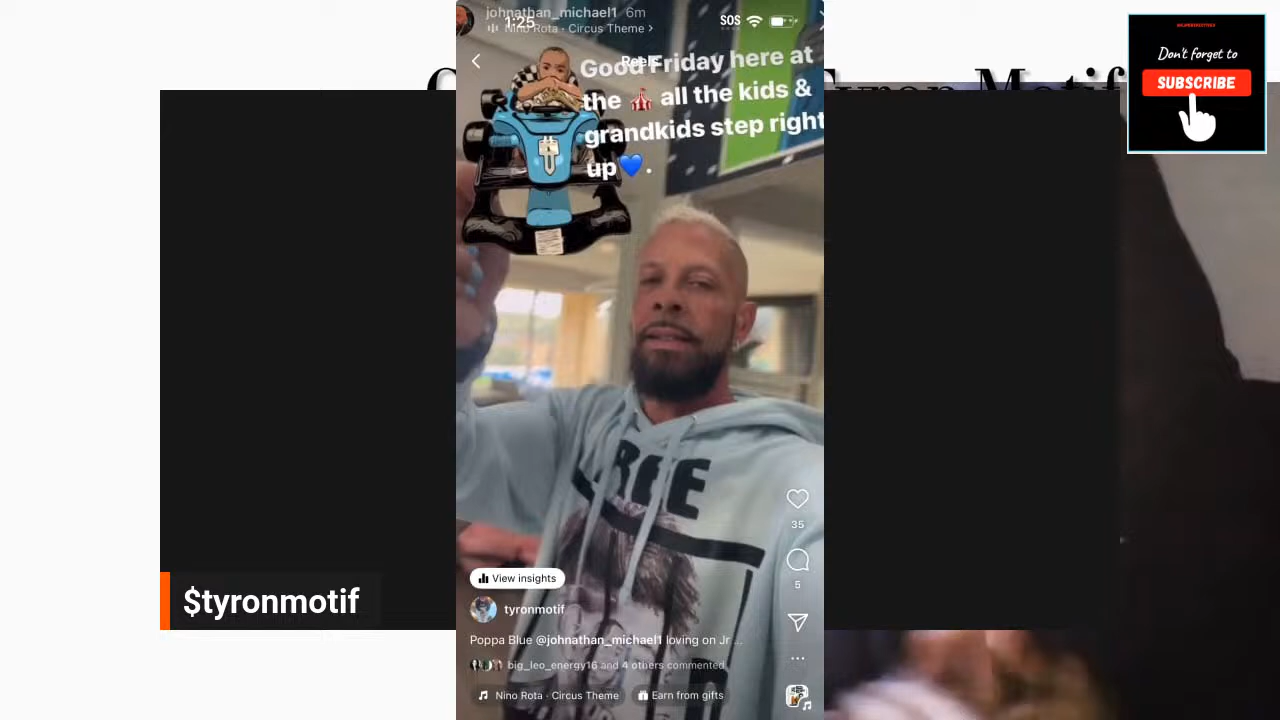 johnathan_michael1 6m
1:25
SOS
Nino Rota · Circus Theme >
Reels
Good Friday here at
the 🎪 all the kids &
grandkids step right
up💙.
Motif
Don't forget to
SUBSCRIBE
FREE
35
5
View insights
tyronmotif
$tyronmotif
Poppa Blue @johnathan_michael1 loving on Jr ...
big_leo_energy16 and 4 others commented
Nino Rota · Circus Theme
Earn from gifts